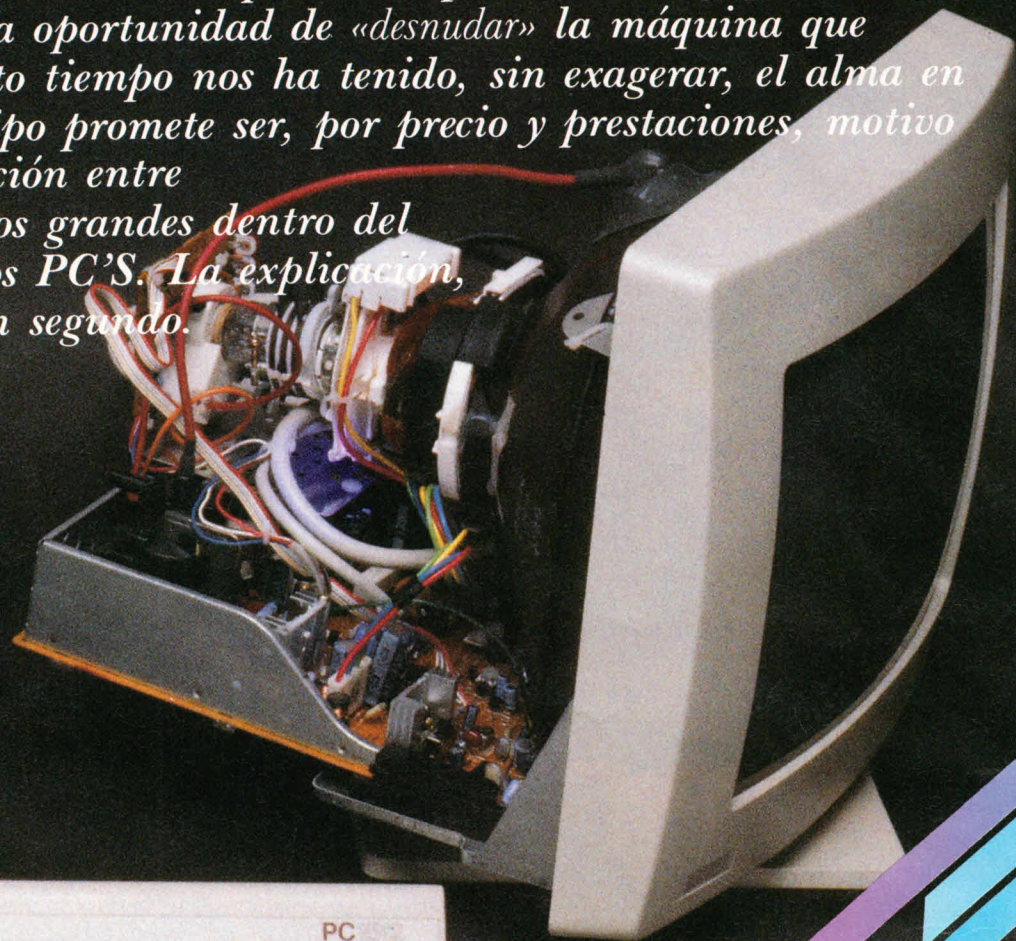 a oportunidad de «desnudar» la máquina que
to tiempo nos ha tenido, sin exagerar, el alma en
po promete ser, por precio y prestaciones, motivo
ción entre
os grandes dentro del
s PC'S. La explicación,
n segundo.
PC